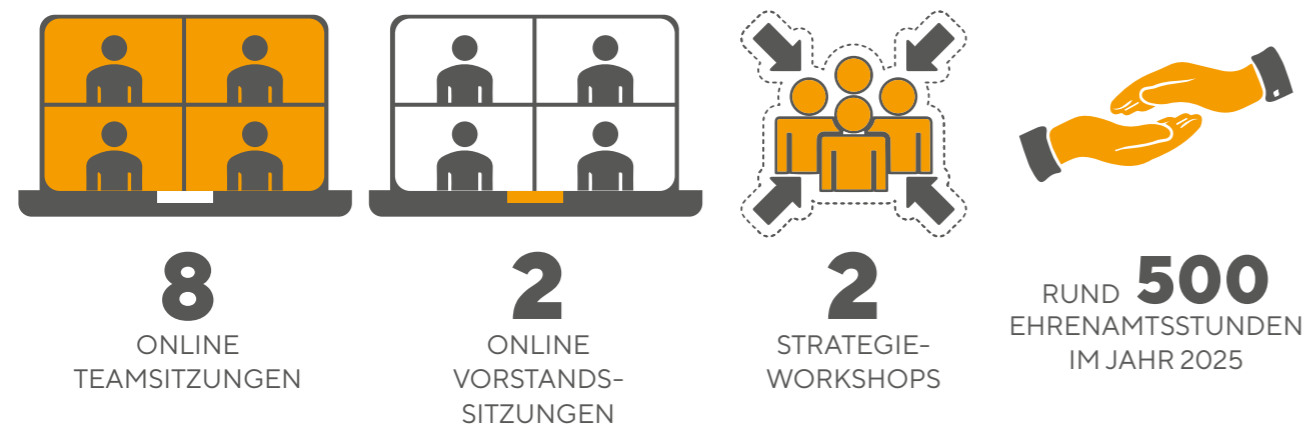 8
ONLINE
TEAMSITZUNGEN
2
ONLINE
VORSTANDS-
SITZUNGEN
2
STRATEGIE-
WORKSHOPS
RUND 500
EHRENAMTSSTUNDEN
IM JAHR 2025